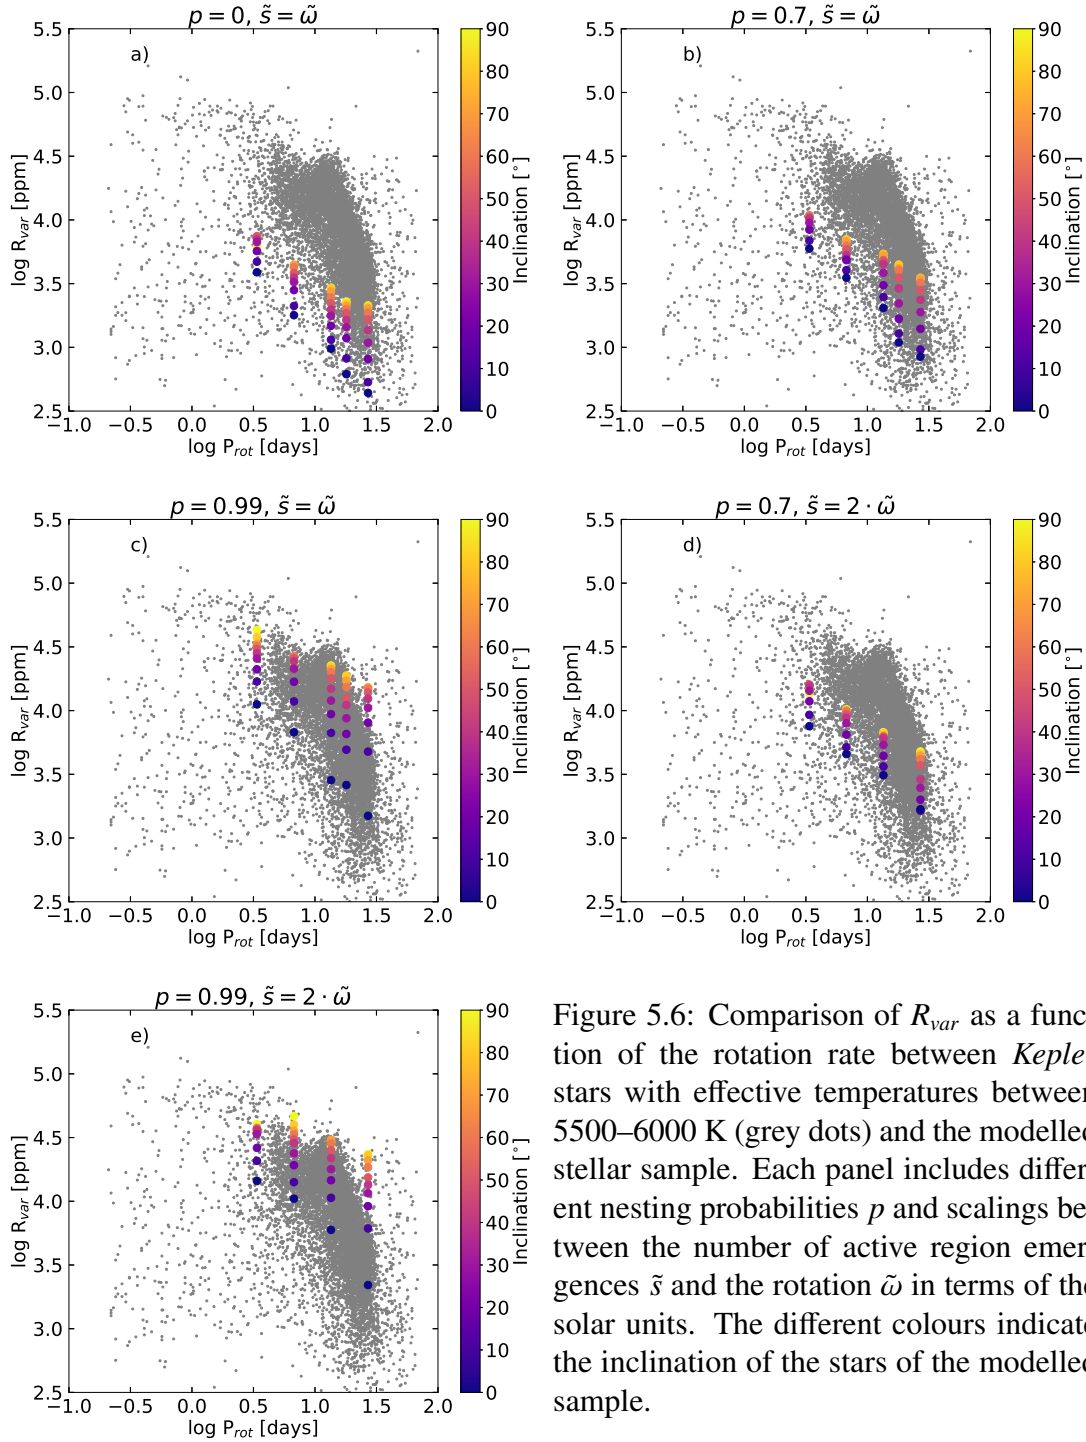 p = 0, s̃ = ω̃
a)
5.5
5.0
4.5
4.0
3.5
3.0
2.5
log R_var [ppm]
−1.0 −0.5 0.0 0.5 1.0 1.5 2.0
log P_rot [days]
90
80
70
60
50
40
30
20
10
0
Inclination [°]
p = 0.7, s̃ = ω̃
b)
5.5
5.0
4.5
4.0
3.5
3.0
2.5
log R_var [ppm]
−1.0 −0.5 0.0 0.5 1.0 1.5 2.0
log P_rot [days]
90
80
70
60
50
40
30
20
10
0
Inclination [°]
p = 0.99, s̃ = ω̃
c)
5.5
5.0
4.5
4.0
3.5
3.0
2.5
log R_var [ppm]
−1.0 −0.5 0.0 0.5 1.0 1.5 2.0
log P_rot [days]
90
80
70
60
50
40
30
20
10
0
Inclination [°]
p = 0.7, s̃ = 2 · ω̃
d)
5.5
5.0
4.5
4.0
3.5
3.0
2.5
log R_var [ppm]
−1.0 −0.5 0.0 0.5 1.0 1.5 2.0
log P_rot [days]
90
80
70
60
50
40
30
20
10
0
Inclination [°]
p = 0.99, s̃ = 2 · ω̃
e)
5.5
5.0
4.5
4.0
3.5
3.0
2.5
log R_var [ppm]
−1.0 −0.5 0.0 0.5 1.0 1.5 2.0
log P_rot [days]
90
80
70
60
50
40
30
20
10
0
Inclination [°]
Figure 5.6: Comparison of R_var as a func
tion of the rotation rate between Keple
stars with effective temperatures between
5500–6000 K (grey dots) and the modelled
stellar sample. Each panel includes differ
ent nesting probabilities p and scalings be
tween the number of active region emer
gences s̃ and the rotation ω̃ in terms of the
solar units. The different colours indicate
the inclination of the stars of the modelled
sample.